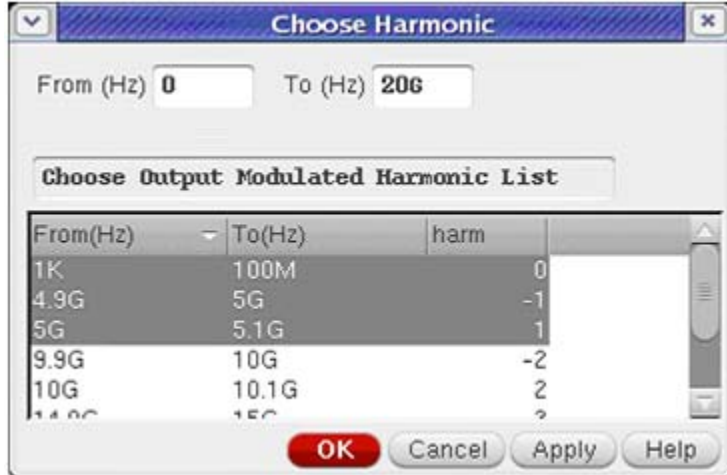 Choose Harmonic
From (Hz) 0 To (Hz) 20G
Choose Output Modulated Harmonic List
From(Hz) To(Hz) harm
1K 100M 0
4.9G 5G -1
5G 5.1G 1
9.9G 10G -2
10G 10.1G 2
OK Cancel Apply Help